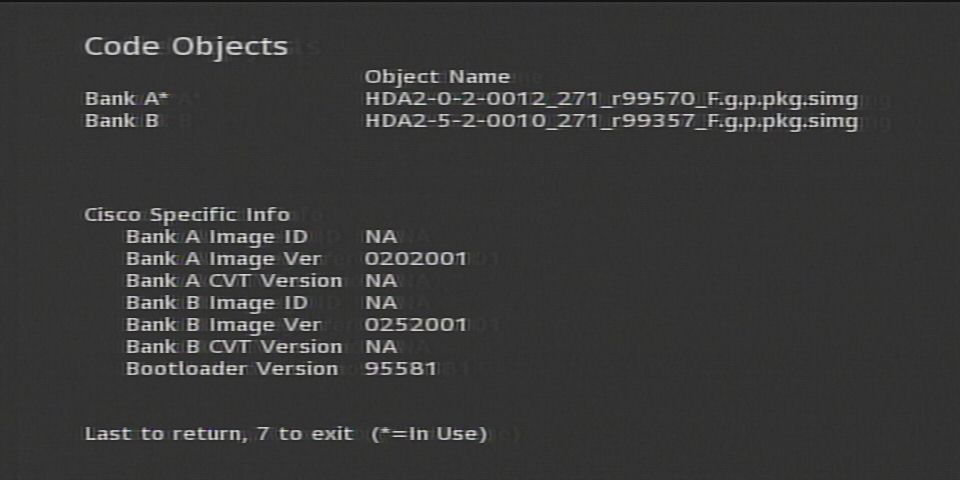 Code Objects
Object Name
Bank A* HDA2-0-2-0012_271_r99570_F.g.p.pkg.simg
Bank B HDA2-5-2-0010_271_r99357_F.g.p.pkg.simg
Cisco Specific Info
Bank A Image ID NA
Bank A Image Ver 0202001
Bank A CVT Version NA
Bank B Image ID NA
Bank B Image Ver 0252001
Bank B CVT Version NA
Bootloader Version 95581
Last to return, 7 to exit (*=In Use)